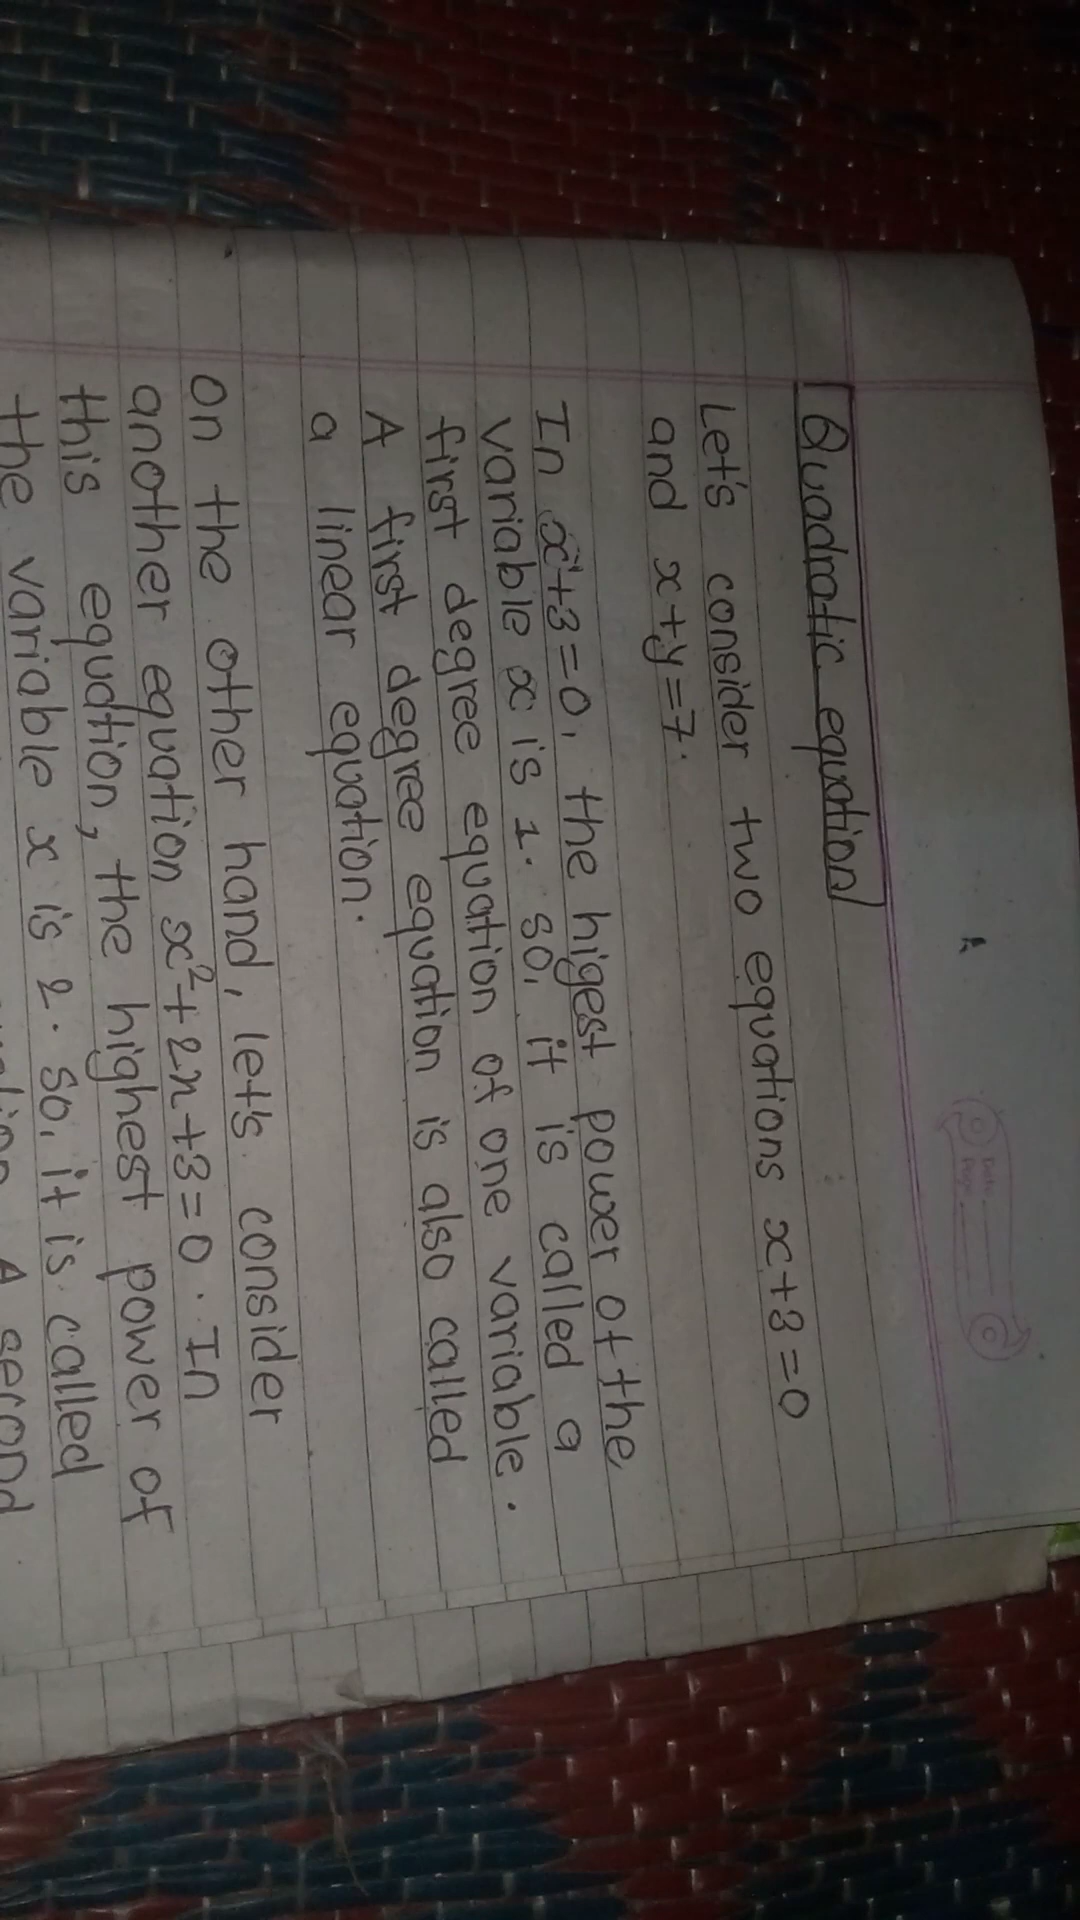 Date
Page
Quadratic equation
Let's consider two equations x+3=0
and x+y=7.
In x¹+3=0, the higest power of the
variable x is 1. so, it is called a
first degree equation of one variable.
A first degree equation is also called
a linear equation.
on the other hand, let's consider
another equation x²+2x+3=0. In
this equation, the highest power of
the variable x is 2. So, it is called
A second